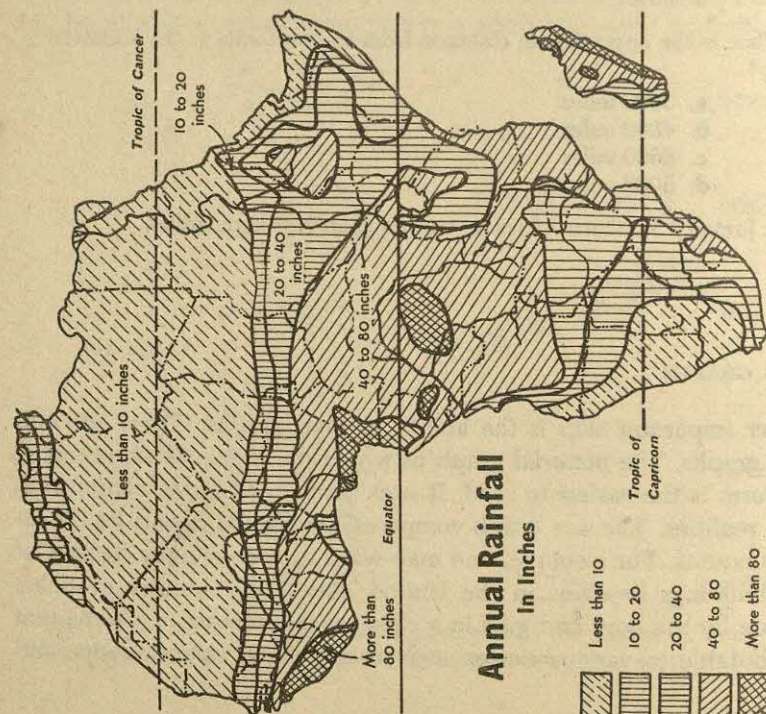 Tropic of Cancer
10 to 20
inches
Less than 10 inches
20 to 40
inches
40 to 80 inches
More than
80 inches
Equator
Annual Rainfall
In Inches
Tropic of
Capricorn
Less than 10
10 to 20
20 to 40
40 to 80
More than 80